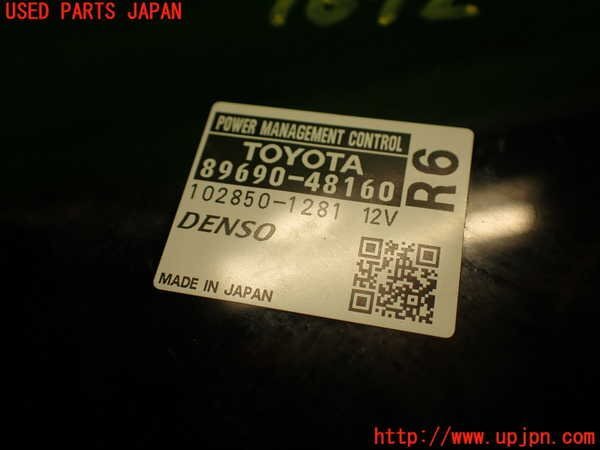 USED PARTS JAPAN
1672
POWER MANAGEMENT CONTROL
TOYOTA
89690-48160
R6
102850-1281 12V
DENSO
MADE IN JAPAN
http://www.upjpn.com/